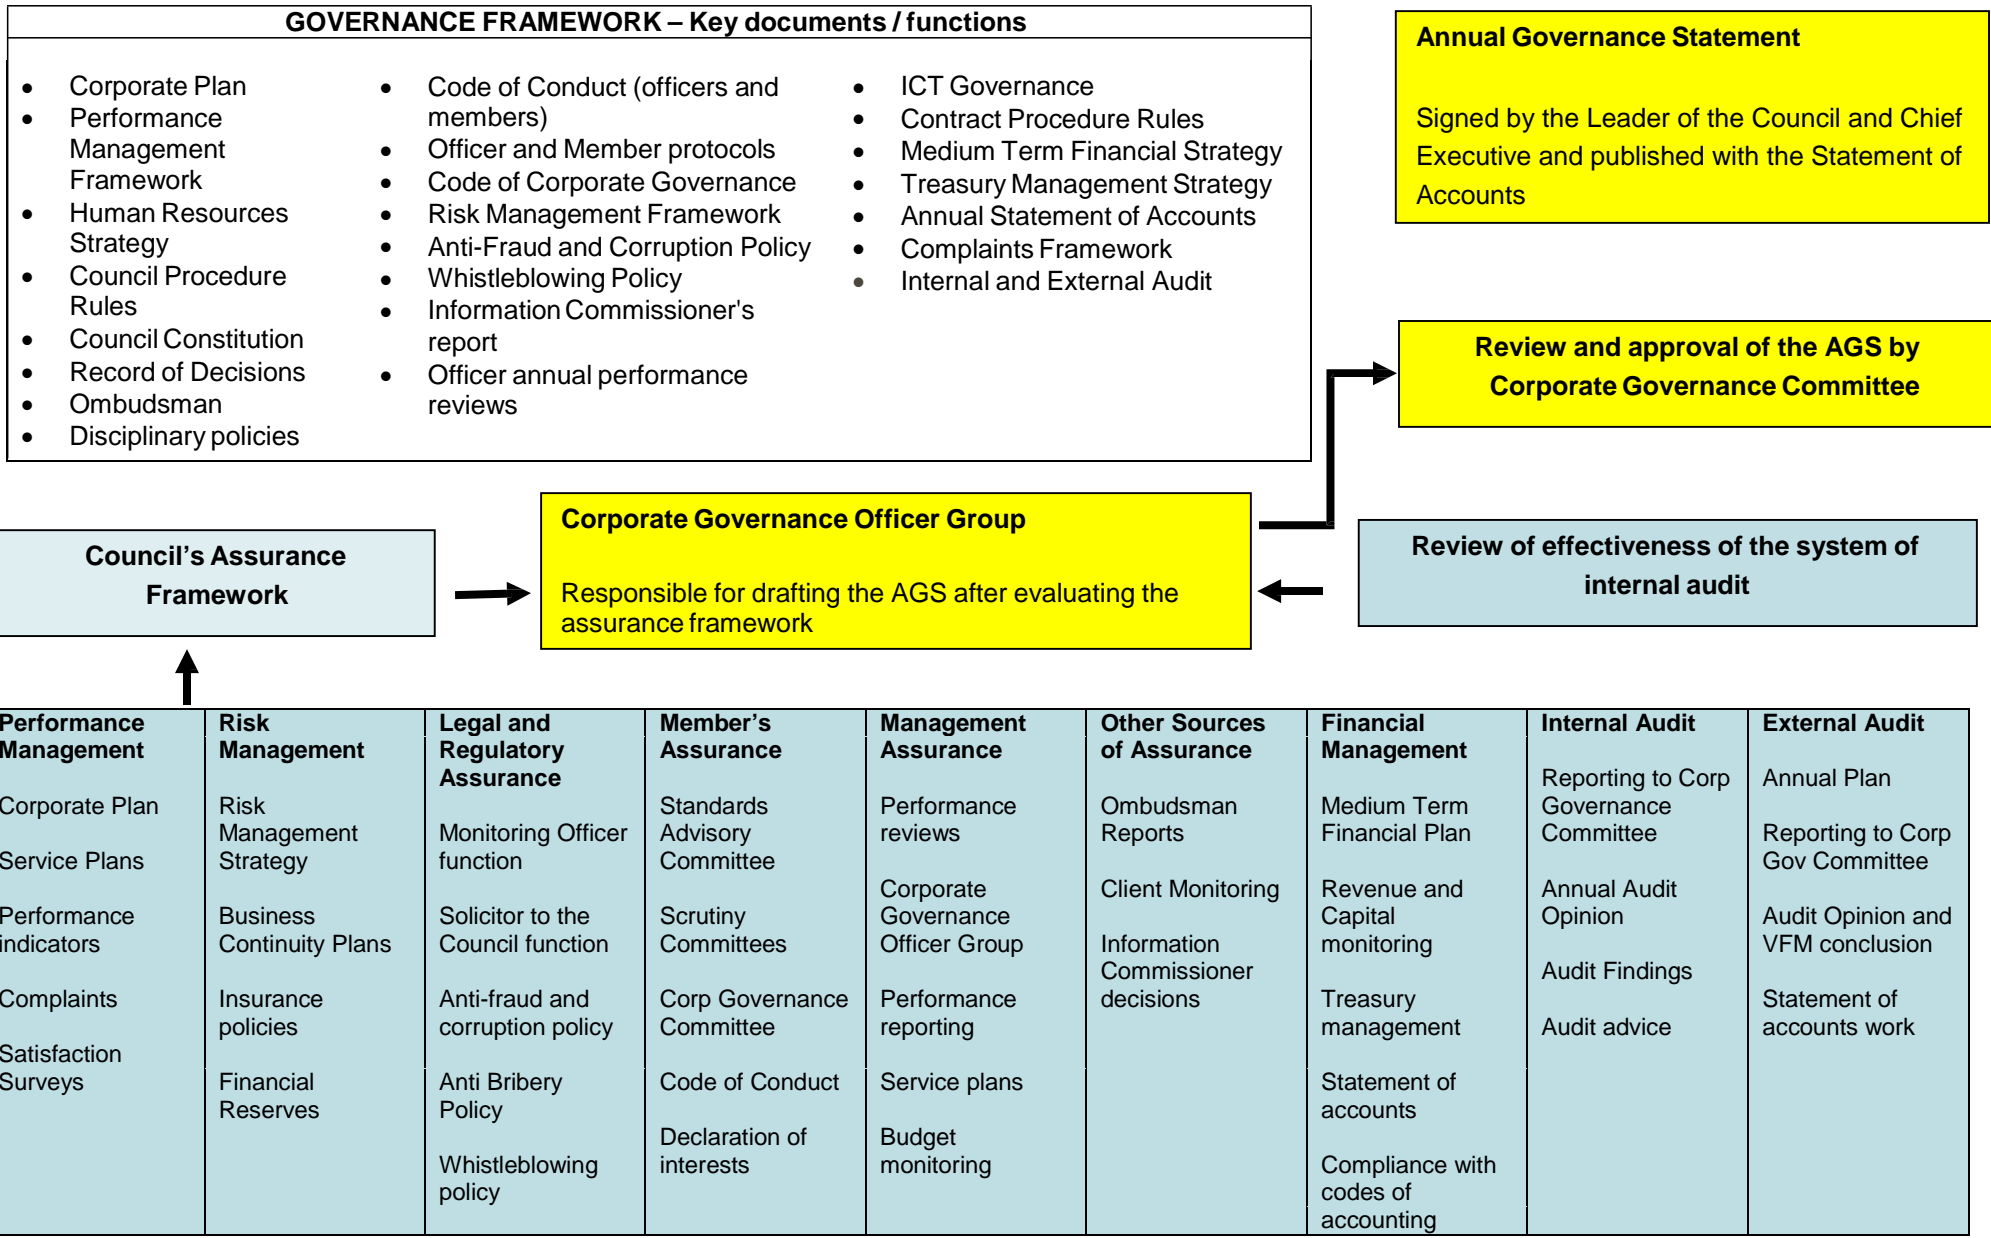 GOVERNANCE FRAMEWORK – Key documents / functions
• Corporate Plan
• Performance
Management
Framework
• Human Resources
Strategy
• Council Procedure
Rules
• Council Constitution
• Record of Decisions
• Ombudsman
• Disciplinary policies
• Code of Conduct (officers and
members)
• Officer and Member protocols
• Code of Corporate Governance
• Risk Management Framework
• Anti-Fraud and Corruption Policy
• Whistleblowing Policy
• Information Commissioner's
report
• Officer annual performance
reviews
• ICT Governance
• Contract Procedure Rules
• Medium Term Financial Strategy
• Treasury Management Strategy
• Annual Statement of Accounts
• Complaints Framework
• Internal and External Audit
Annual Governance Statement
Signed by the Leader of the Council and Chief
Executive and published with the Statement of
Accounts
Review and approval of the AGS by
Corporate Governance Committee
Council’s Assurance
Framework
Corporate Governance Officer Group
Responsible for drafting the AGS after evaluating the
assurance framework
Review of effectiveness of the system of
internal audit
Performance
Management
Corporate Plan
Service Plans
Performance
indicators
Complaints
Satisfaction
Surveys
Risk
Management
Risk
Management
Strategy
Business
Continuity Plans
Insurance
policies
Financial
Reserves
Legal and
Regulatory
Assurance
Monitoring Officer
function
Solicitor to the
Council function
Anti-fraud and
corruption policy
Anti Bribery
Policy
Whistleblowing
policy
Member’s
Assurance
Standards
Advisory
Committee
Scrutiny
Committees
Corp Governance
Committee
Code of Conduct
Declaration of
interests
Management
Assurance
Performance
reviews
Corporate
Governance
Officer Group
Performance
reporting
Service plans
Budget
monitoring
Other Sources
of Assurance
Ombudsman
Reports
Client Monitoring
Information
Commissioner
decisions
Financial
Management
Medium Term
Financial Plan
Revenue and
Capital
monitoring
Treasury
management
Statement of
accounts
Compliance with
codes of
accounting
Internal Audit
Reporting to Corp
Governance
Committee
Annual Audit
Opinion
Audit Findings
Audit advice
External Audit
Annual Plan
Reporting to Corp
Gov Committee
Audit Opinion and
VFM conclusion
Statement of
accounts work